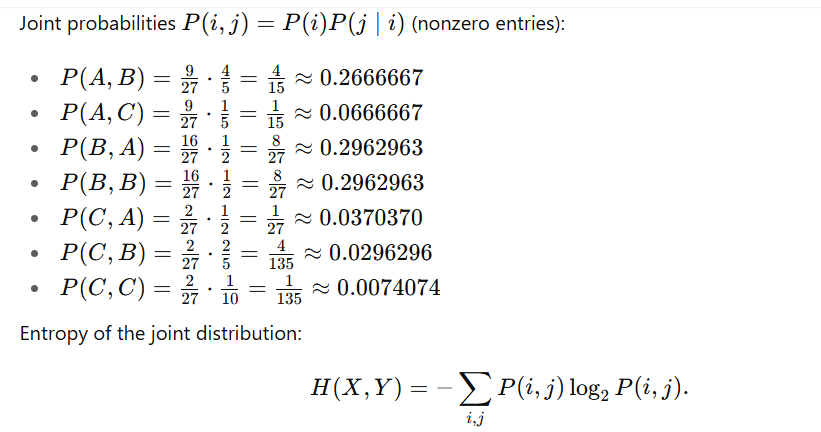 Joint probabilities P(i, j) = P(i)P(j | i) (nonzero entries):
• P(A, B) = 9/27 · 4/5 = 4/15 ≈ 0.2666667
• P(A, C) = 9/27 · 1/5 = 1/15 ≈ 0.0666667
• P(B, A) = 16/27 · 1/2 = 8/27 ≈ 0.2962963
• P(B, B) = 16/27 · 1/2 = 8/27 ≈ 0.2962963
• P(C, A) = 2/27 · 1/2 = 1/27 ≈ 0.0370370
• P(C, B) = 2/27 · 2/5 = 4/135 ≈ 0.0296296
• P(C, C) = 2/27 · 1/10 = 1/135 ≈ 0.0074074
Entropy of the joint distribution:
H(X, Y) = − ∑_{i,j} P(i, j) log₂ P(i, j).